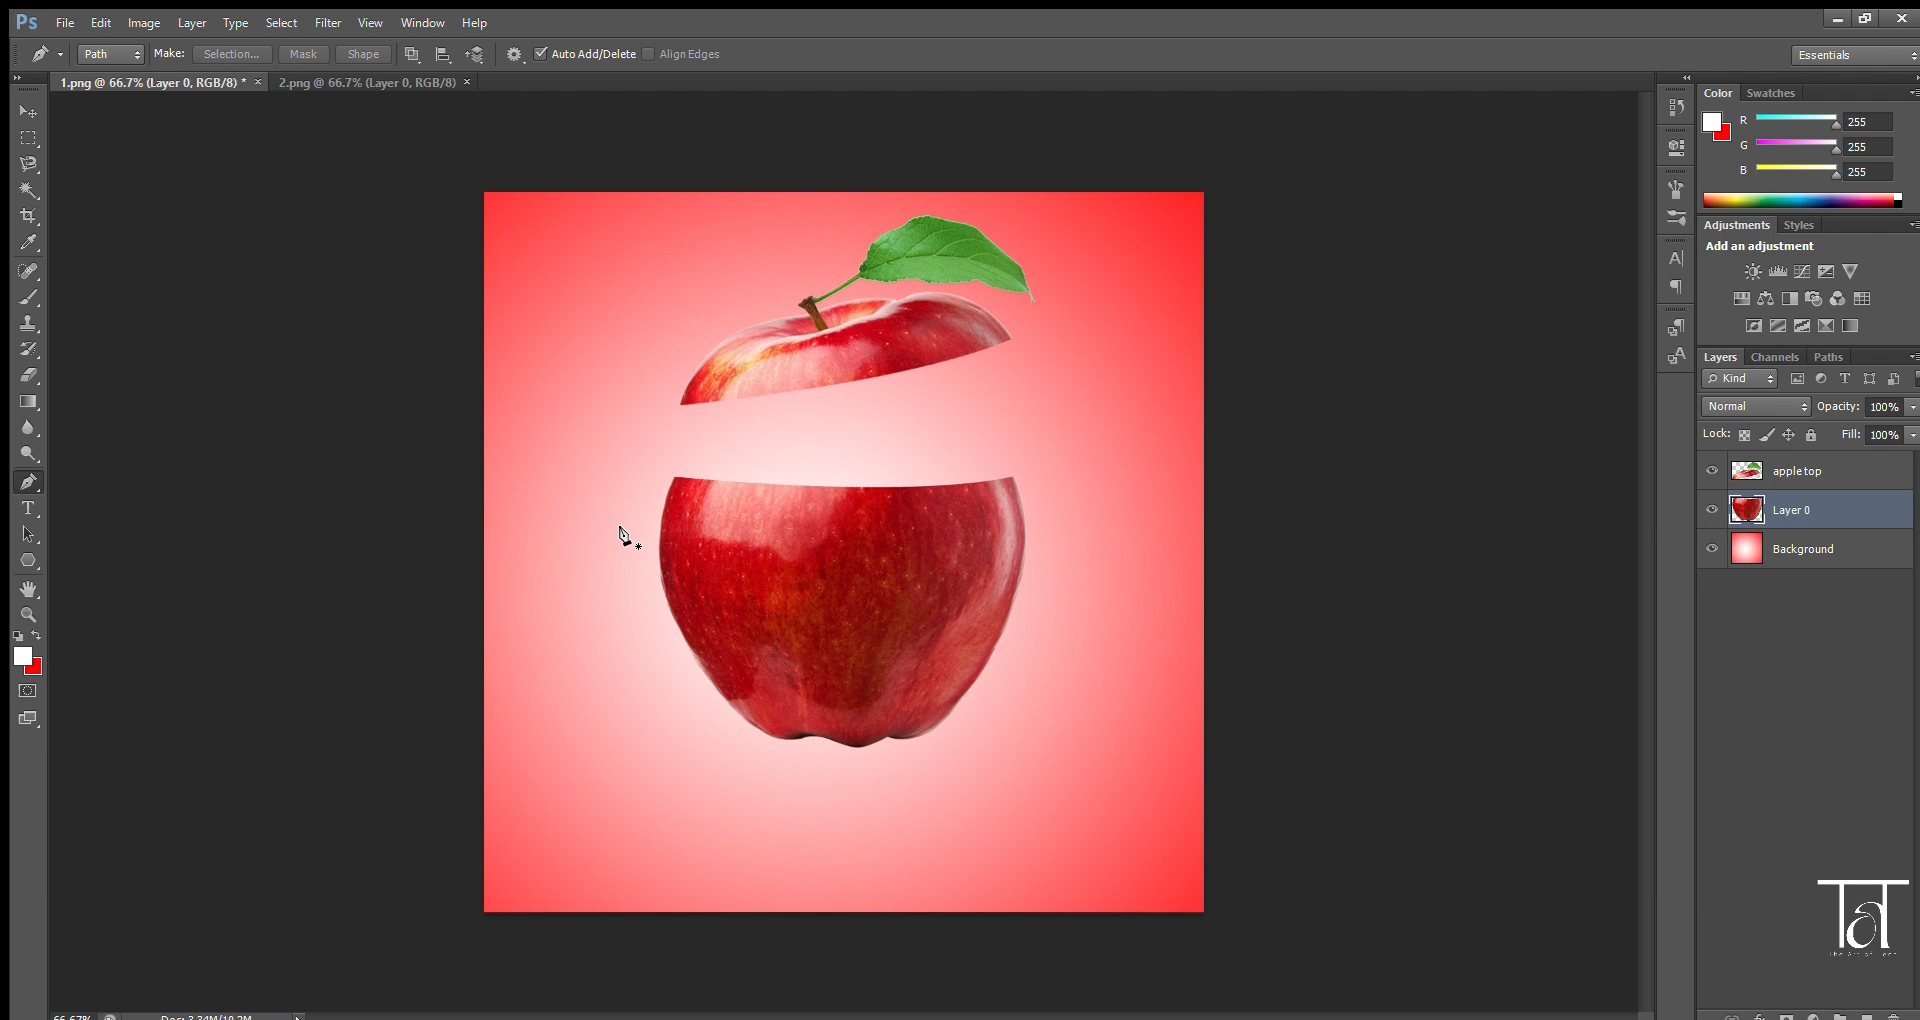 Ps File Edit Image Layer Type Select Filter View Window Help
Path Make: Selection... Mask Shape Auto Add/Delete Align Edges Essentials
1.png @ 66.7% (Layer 0, RGB/8) * × 2.png @ 66.7% (Layer 0, RGB/8) ×
Color Swatches
R 255
G 255
B 255
Adjustments Styles
Add an adjustment
Layers Channels Paths
Kind
Normal Opacity: 100%
Lock: Fill: 100%
apple top
Layer 0
Background
TaT
66.67% Doc: 3.34M/10.2M